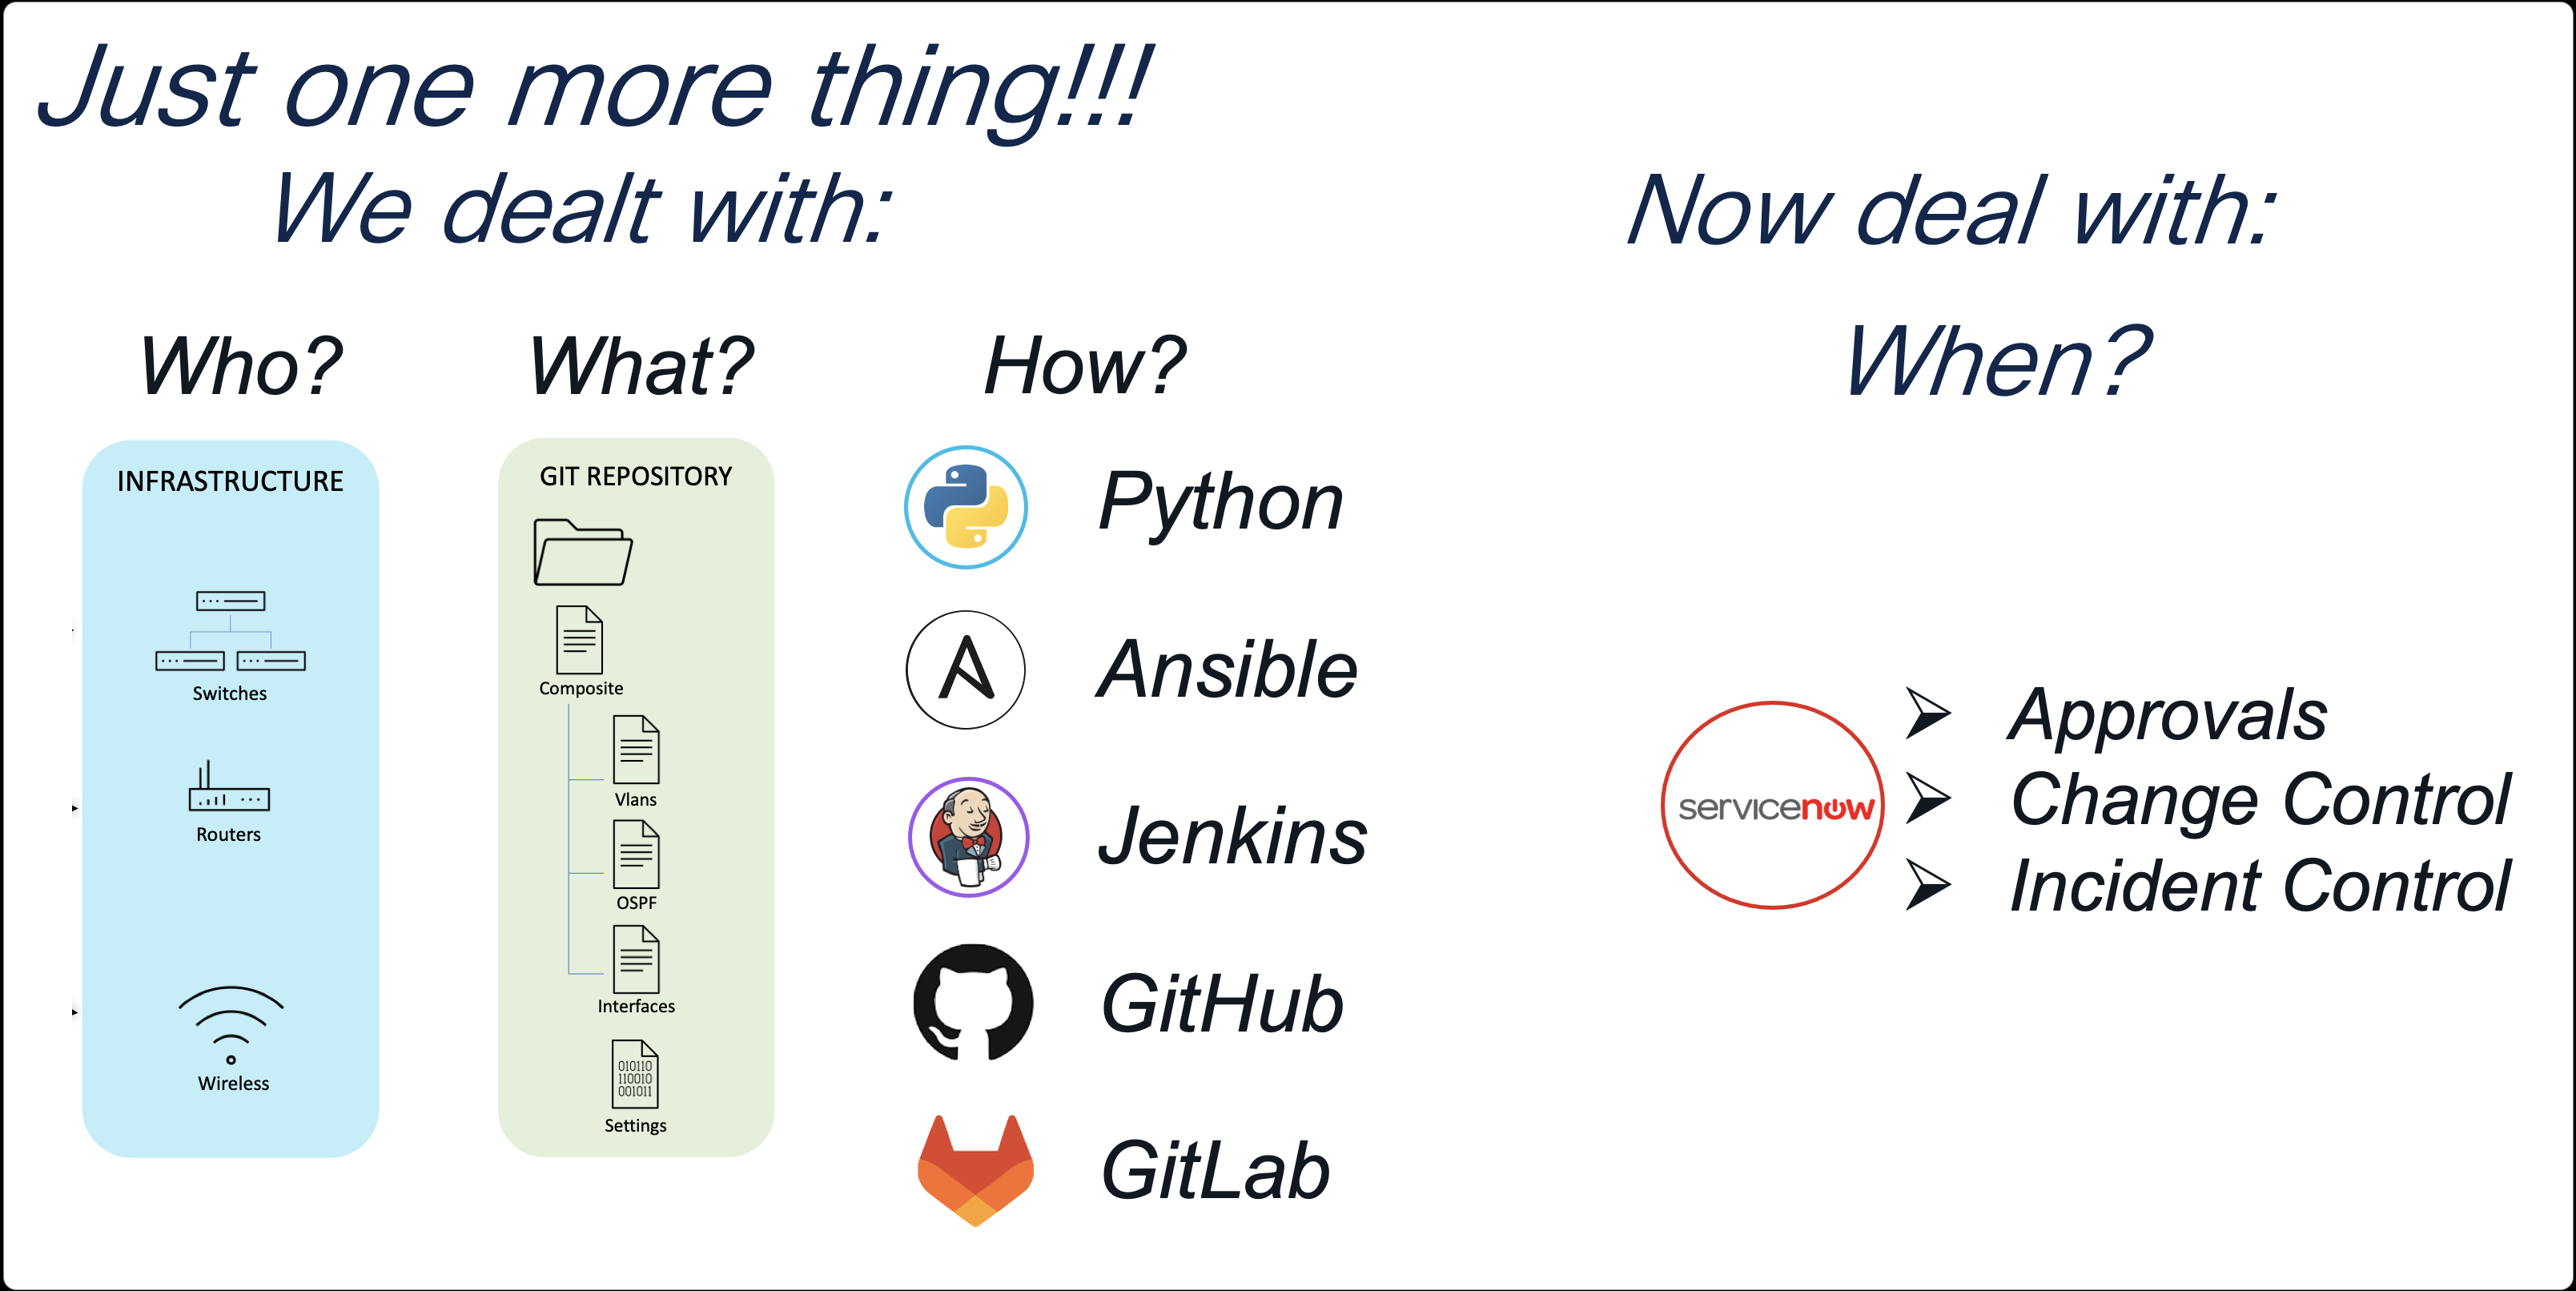 Just one more thing!!!
We dealt with:
Now deal with:
Who?
What?
How?
When?
INFRASTRUCTURE
Switches
Routers
Wireless
GIT REPOSITORY
Composite
Vlans
OSPF
Interfaces
010110
110010
001011
Settings
Python
Ansible
Jenkins
GitHub
GitLab
servicenow
Approvals
Change Control
Incident Control